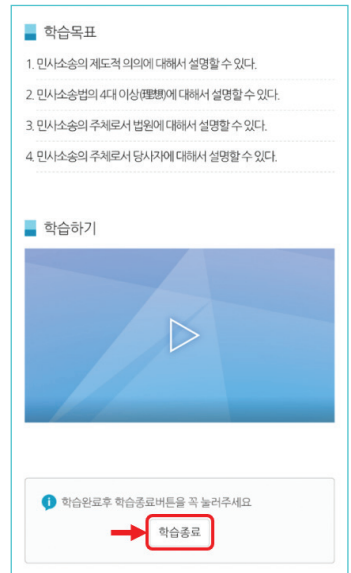 학습목표
1. 민사소송의 제도적 의의에 대해서 설명할 수 있다.
2. 민사소송법의 4대 이상(理想)에 대해서 설명할 수 있다.
3. 민사소송의 주체로서 법원에 대해서 설명할 수 있다.
4. 민사소송의 주체로서 당사자에 대해서 설명할 수 있다.
학습하기
학습완료후 학습종료버튼을 꼭 눌러주세요
학습종료